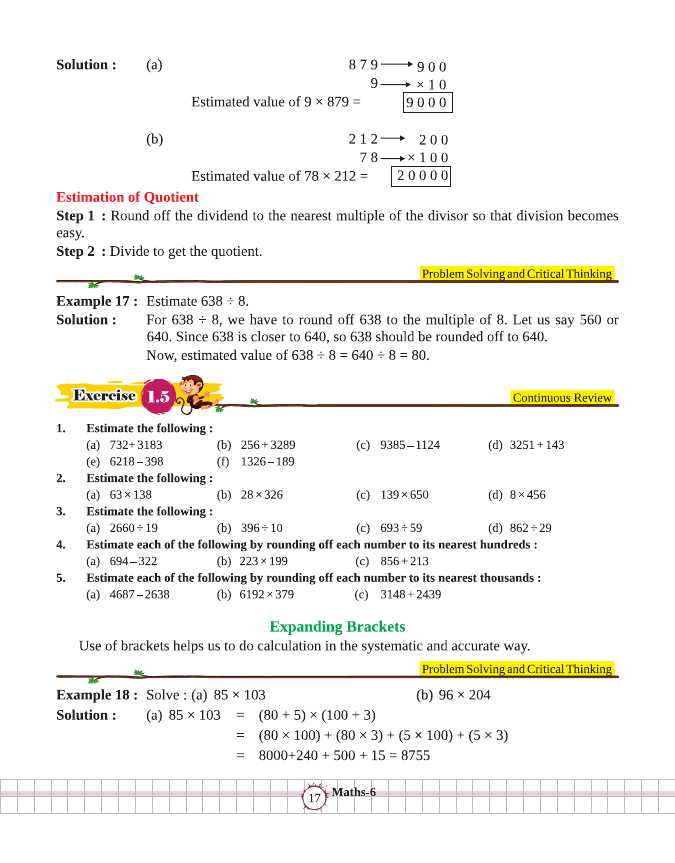 Solution : (a) 8 7 9 → 9 0 0
9 → × 1 0
Estimated value of 9 × 879 = 9 0 0 0
(b) 2 1 2 → 2 0 0
7 8 → × 1 0 0
Estimated value of 78 × 212 = 2 0 0 0 0
Estimation of Quotient
Step 1 : Round off the dividend to the nearest multiple of the divisor so that division becomes
easy.
Step 2 : Divide to get the quotient.
Problem Solving and Critical Thinking
Example 17 : Estimate 638 ÷ 8.
Solution : For 638 ÷ 8, we have to round off 638 to the multiple of 8. Let us say 560 or
640. Since 638 is closer to 640, so 638 should be rounded off to 640.
Now, estimated value of 638 ÷ 8 = 640 ÷ 8 = 80.
Exercise 1.5
Continuous Review
1. Estimate the following :
(a) 732+3183 (b) 256+3289 (c) 9385–1124 (d) 3251+143
(e) 6218–398 (f) 1326–189
2. Estimate the following :
(a) 63×138 (b) 28×326 (c) 139×650 (d) 8×456
3. Estimate the following :
(a) 2660÷19 (b) 396÷10 (c) 693÷59 (d) 862÷29
4. Estimate each of the following by rounding off each number to its nearest hundreds :
(a) 694–322 (b) 223×199 (c) 856+213
5. Estimate each of the following by rounding off each number to its nearest thousands :
(a) 4687–2638 (b) 6192×379 (c) 3148+2439
Expanding Brackets
Use of brackets helps us to do calculation in the systematic and accurate way.
Problem Solving and Critical Thinking
Example 18 : Solve : (a) 85 × 103 (b) 96 × 204
Solution : (a) 85 × 103 = (80 + 5) × (100 + 3)
= (80 × 100) + (80 × 3) + (5 × 100) + (5 × 3)
= 8000+240 + 500 + 15 = 8755
17 Maths-6